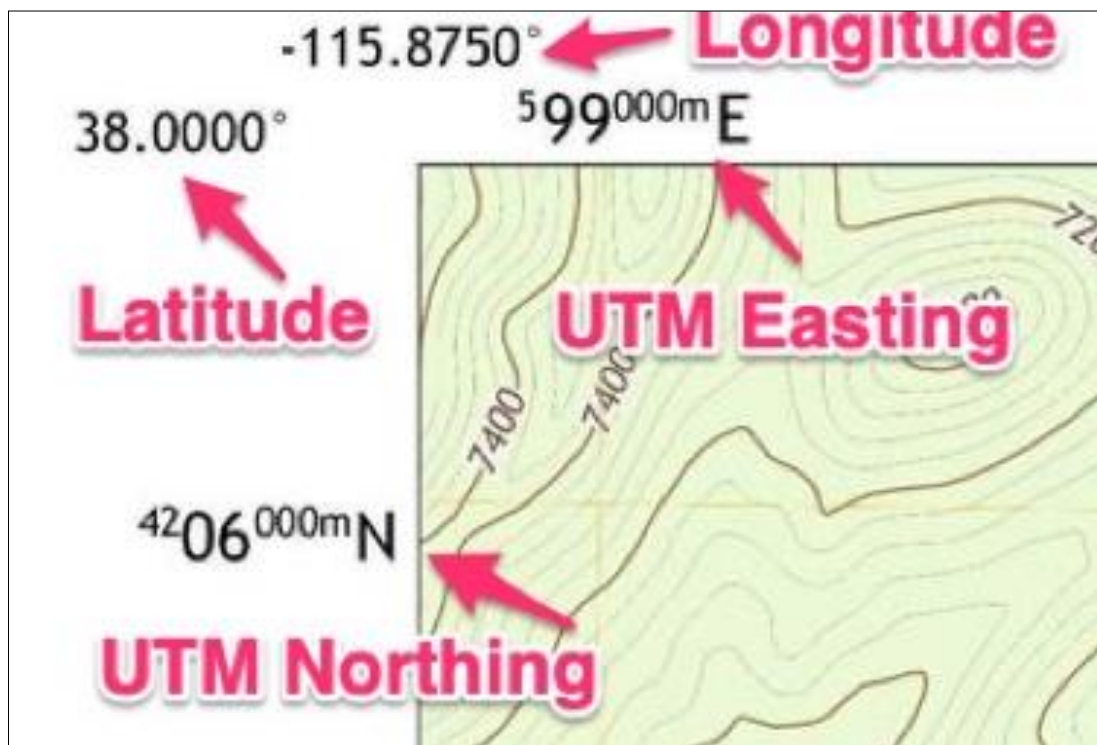 -115.8750°
Longitude
⁵99⁰⁰⁰ᵐE
38.0000°
Latitude
UTM Easting
7400
7400
⁴²06⁰⁰⁰ᵐN
UTM Northing